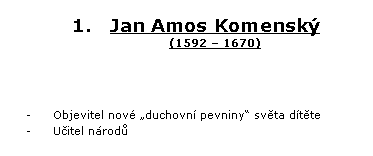 1. Jan Amos Komenský
(1592 – 1670)
- Objevitel nové „duchovní pevniny“ světa dítěte
- Učitel národů